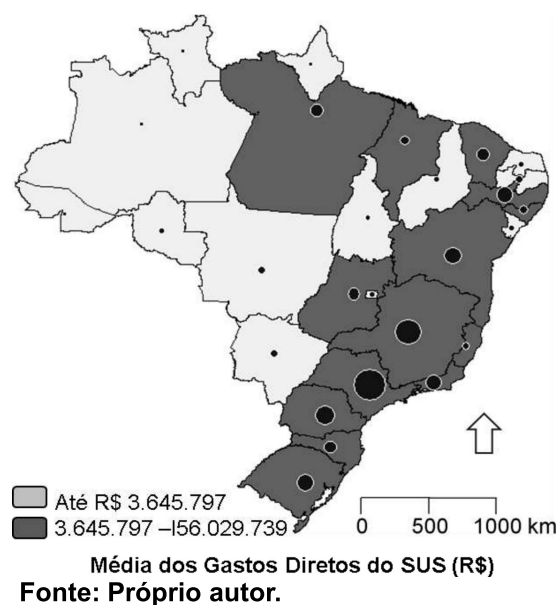 Até R$ 3.645.797
3.645.797 –I56.029.739
0 500 1000 km
Média dos Gastos Diretos do SUS (R$)
Fonte: Próprio autor.